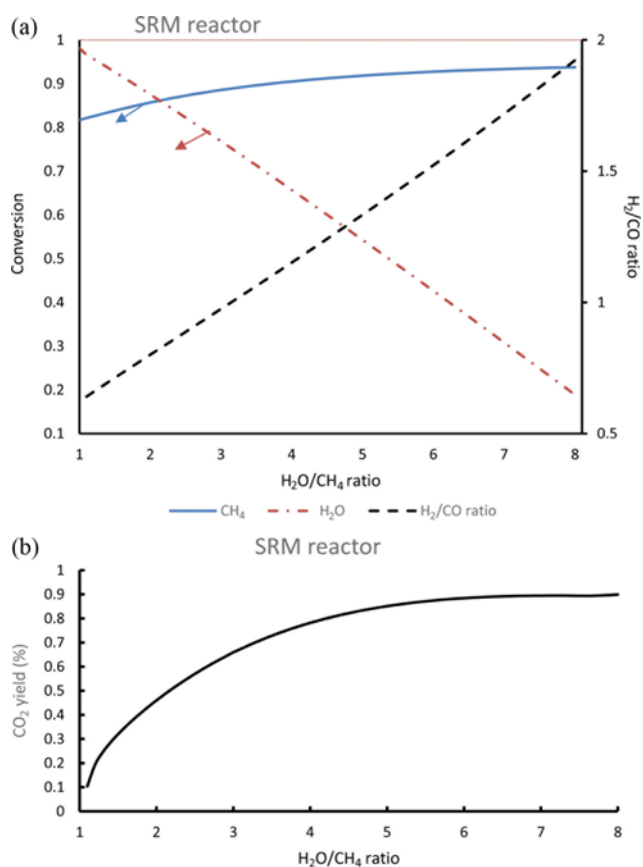 (a)
SRM reactor
1
0.9
0.8
0.7
0.6
0.5
0.4
0.3
0.2
0.1
Conversion
2
1.5
1
0.5
H₂/CO ratio
1 2 3 4 5 6 7 8
H₂O/CH₄ ratio
CH₄ H₂O H₂/CO ratio
(b)
SRM reactor
1
0.9
0.8
0.7
0.6
0.5
0.4
0.3
0.2
0.1
0
CO₂ yield (%)
1 2 3 4 5 6 7 8
H₂O/CH₄ ratio